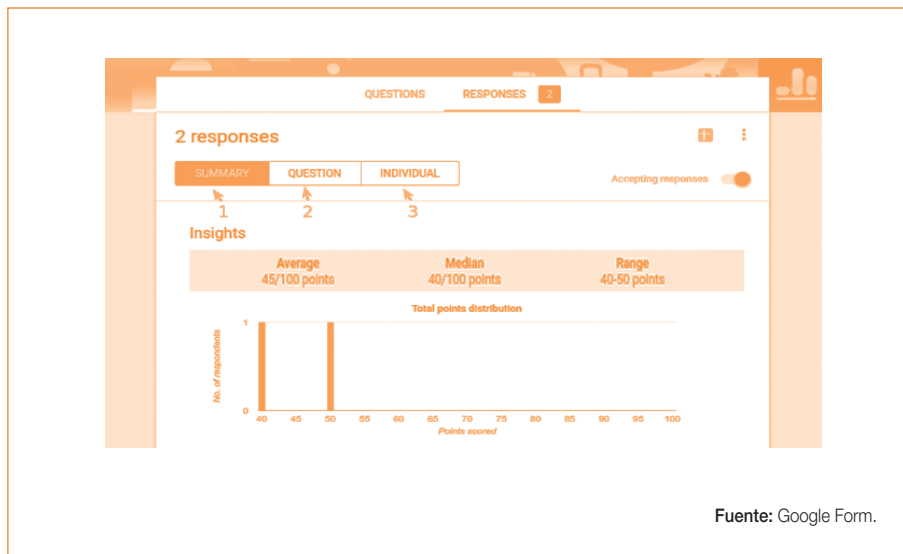 QUESTIONS RESPONSES 2
2 responses
SUMMARY QUESTION INDIVIDUAL
Accepting responses
1 2 3
Insights
Average Median Range
45/100 points 40/100 points 40-50 points
Total points distribution
No. of respondents
1
0
40 45 50 55 60 65 70 75 80 85 90 95 100
Points scored
Fuente: Google Form.